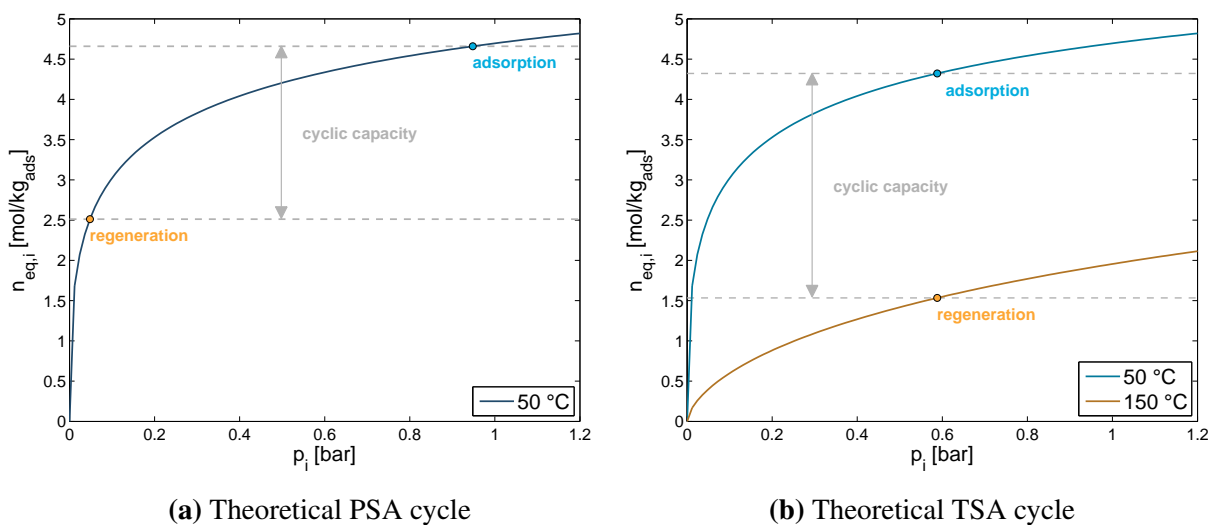 5
4.5
4
3.5
3
2.5
2
1.5
1
0.5
0
0 0.2 0.4 0.6 0.8 1 1.2
n_eq,i [mol/kg_ads]
p_i [bar]
adsorption
cyclic capacity
regeneration
50 °C
(a) Theoretical PSA cycle
5
4.5
4
3.5
3
2.5
2
1.5
1
0.5
0
0 0.2 0.4 0.6 0.8 1 1.2
n_eq,i [mol/kg_ads]
p_i [bar]
adsorption
cyclic capacity
regeneration
50 °C
150 °C
(b) Theoretical TSA cycle